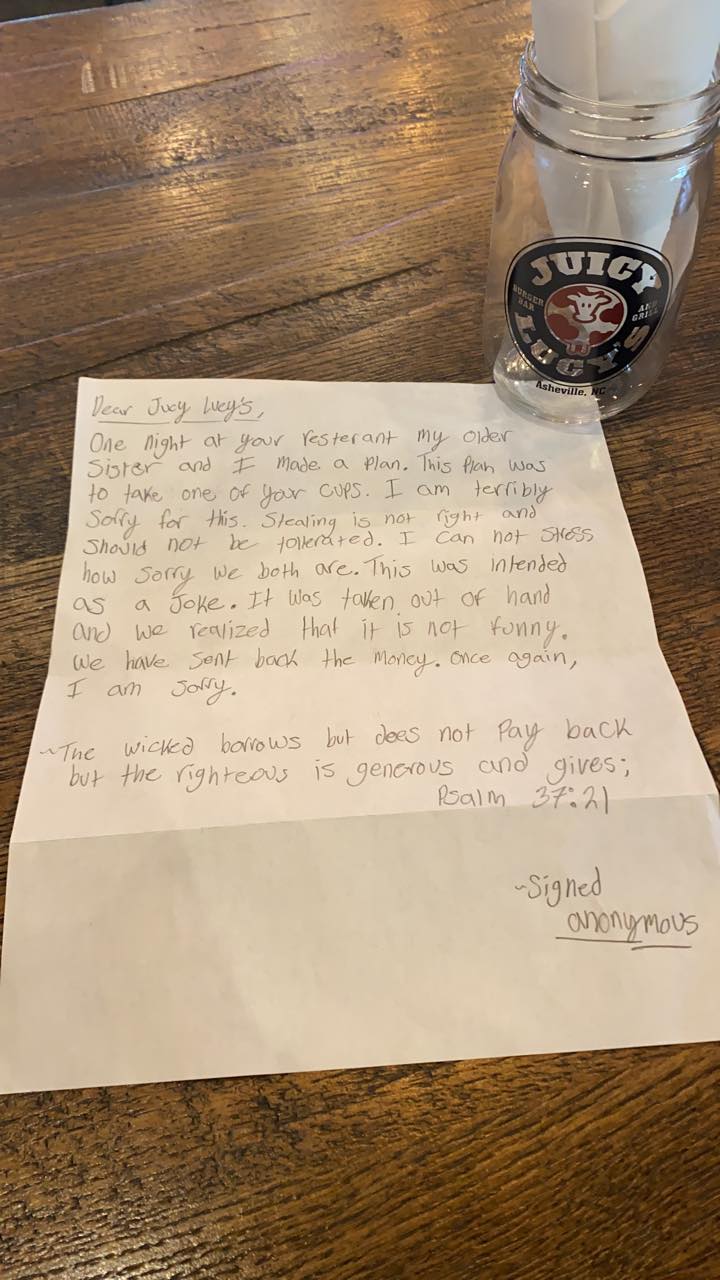 JUICY
BURGER BAR
AND GRILL
LUCY'S
Asheville, NC
Dear Jucy Lucy's,
One night at your resterant my older
sister and I made a plan. This plan was
to take one of your cups. I am terribly
sorry for this. Stealing is not right and
should not be tollerated. I can not stress
how sorry we both are. This was intended
as a joke. It was taken out of hand
and we realized that it is not funny.
We have sent back the money. Once again,
I am sorry.
~The wicked borrows but does not pay back
but the righteous is generous and gives;
Psalm 37:21
~Signed
anonymous